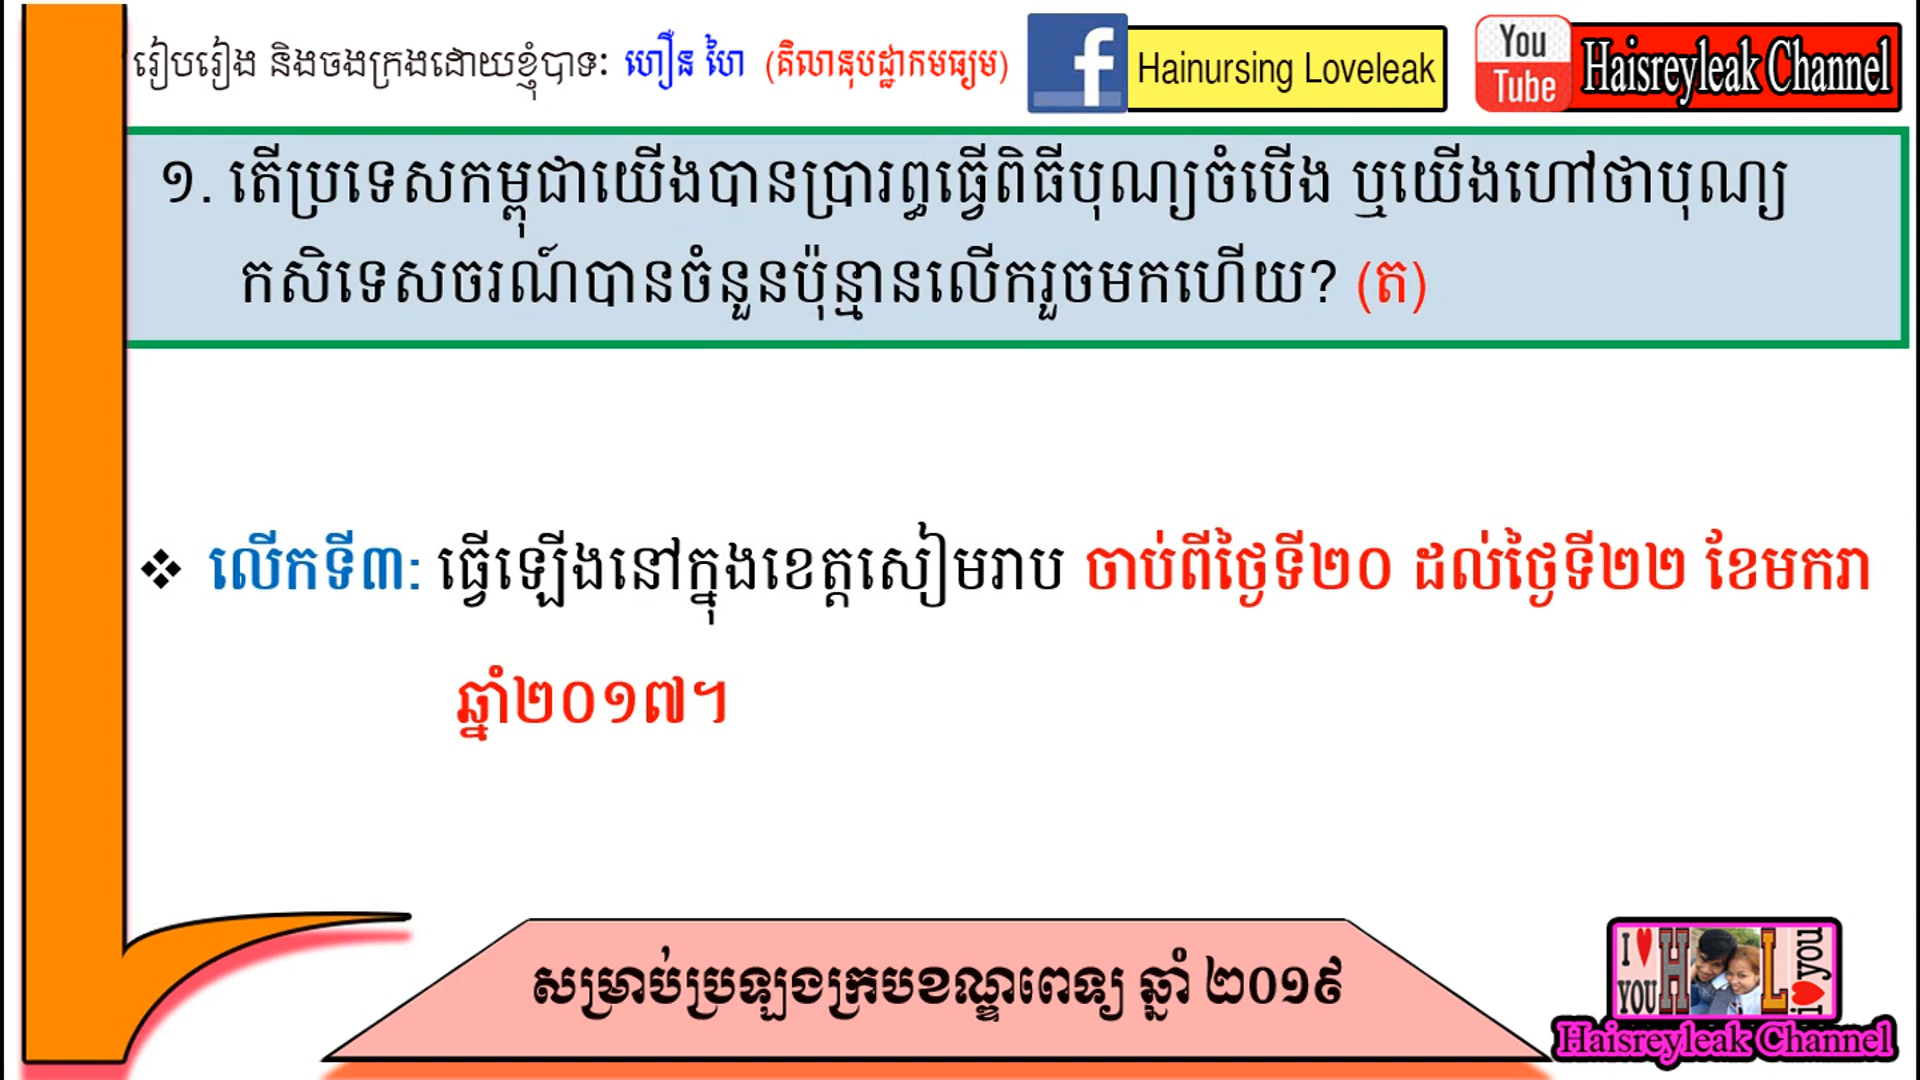 រៀបរៀង និងចងក្រងដោយខ្ញុំបាទ: ហឿន ហៃ (គិលានុបដ្ឋាកមធ្យម)
f Hainursing Loveleak
You Tube Haisreyleak Channel
១. តើប្រទេសកម្ពុជាយើងបានប្រារព្ធធ្វើពិធីបុណ្យចំបើង ឬយើងហៅថាបុណ្យ
កសិទេសចរណ៍បានចំនួនប៉ុន្មានលើករួចមកហើយ? (ត)
❖ លើកទី៣: ធ្វើឡើងនៅក្នុងខេត្តសៀមរាប ចាប់ពីថ្ងៃទី២០ ដល់ថ្ងៃទី២២ ខែមករា
ឆ្នាំ២០១៧។
សម្រាប់ប្រឡងក្របខណ្ឌពេទ្យ ឆ្នាំ ២០១៩
I ♥ YOU H L i ♥ you
Haisreyleak Channel